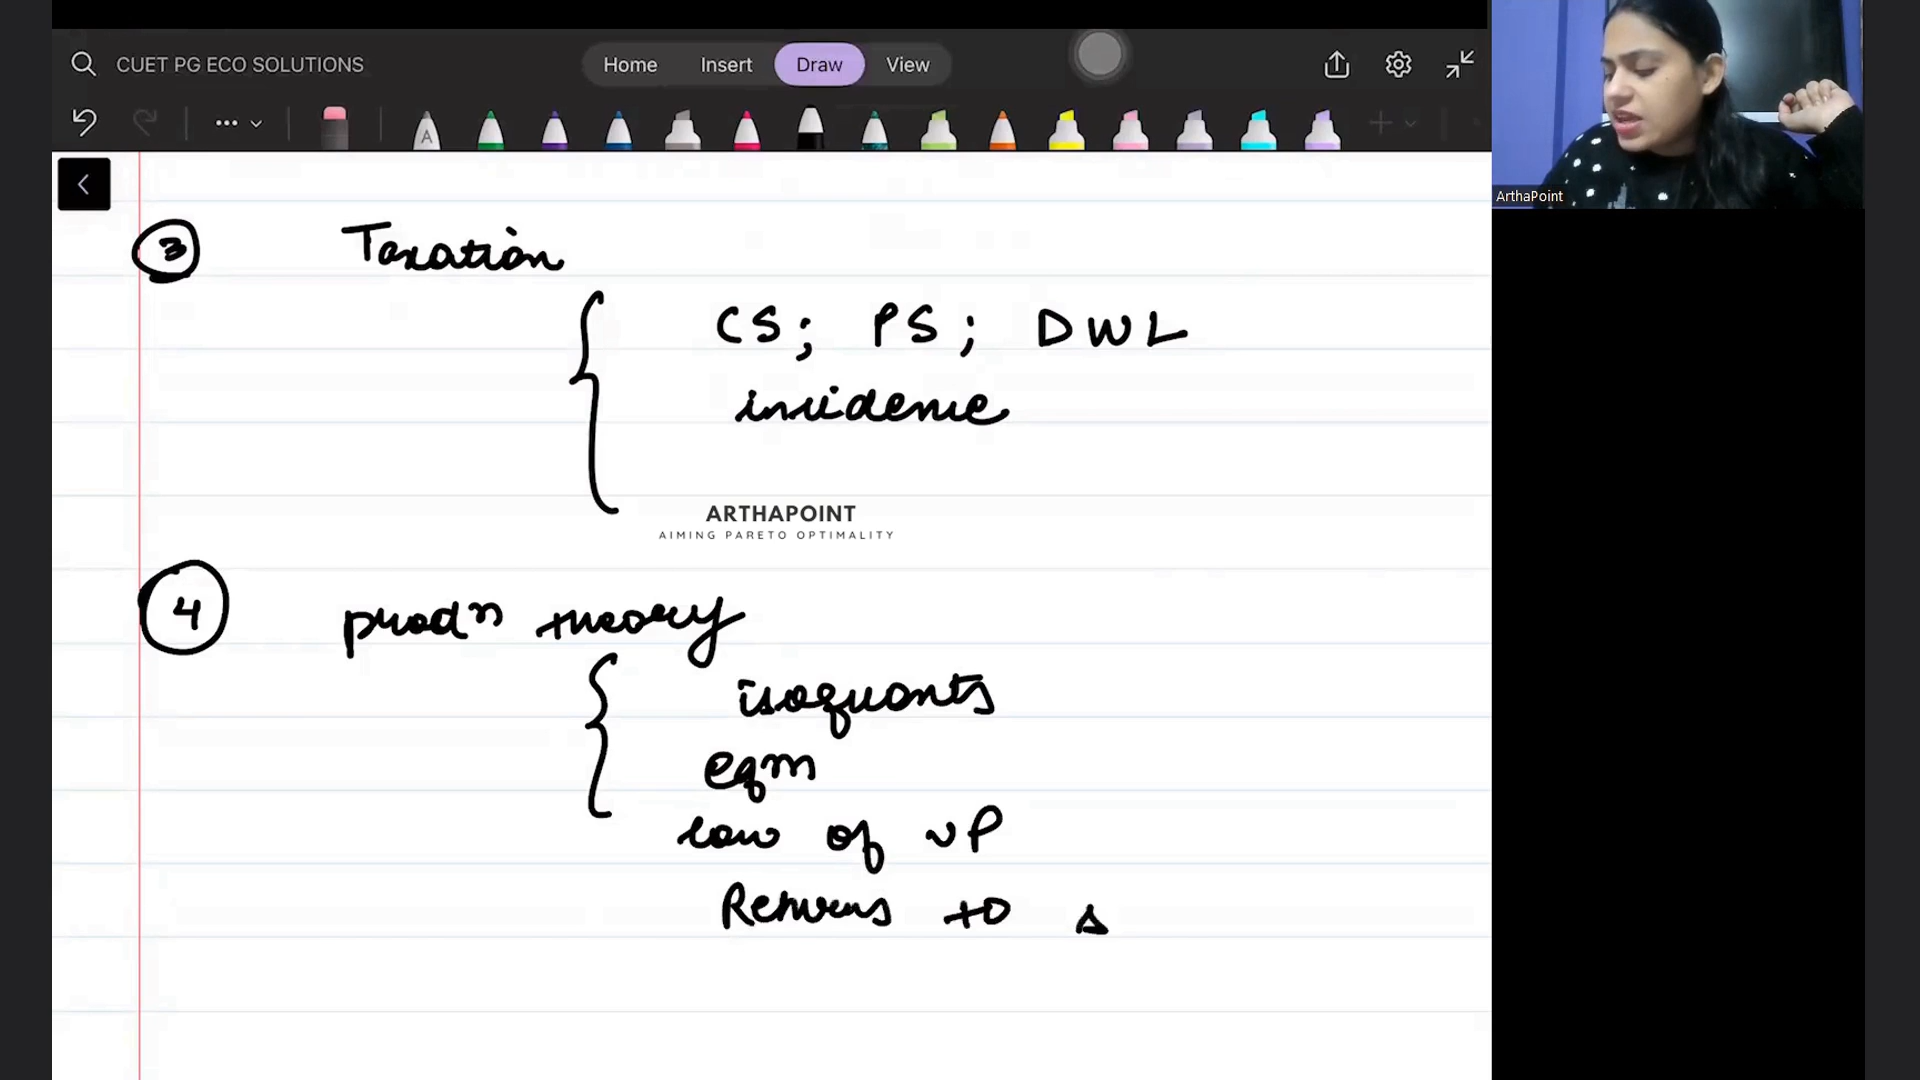 CUET PG ECO SOLUTIONS
Home Insert Draw View
A
ArthaPoint
3 Taxation
CS; PS; DWL
incidence
ARTHAPOINT
AIMING PARETO OPTIMALITY
4 prodn theory
isoquants
eqm
law of VP
Returns to s